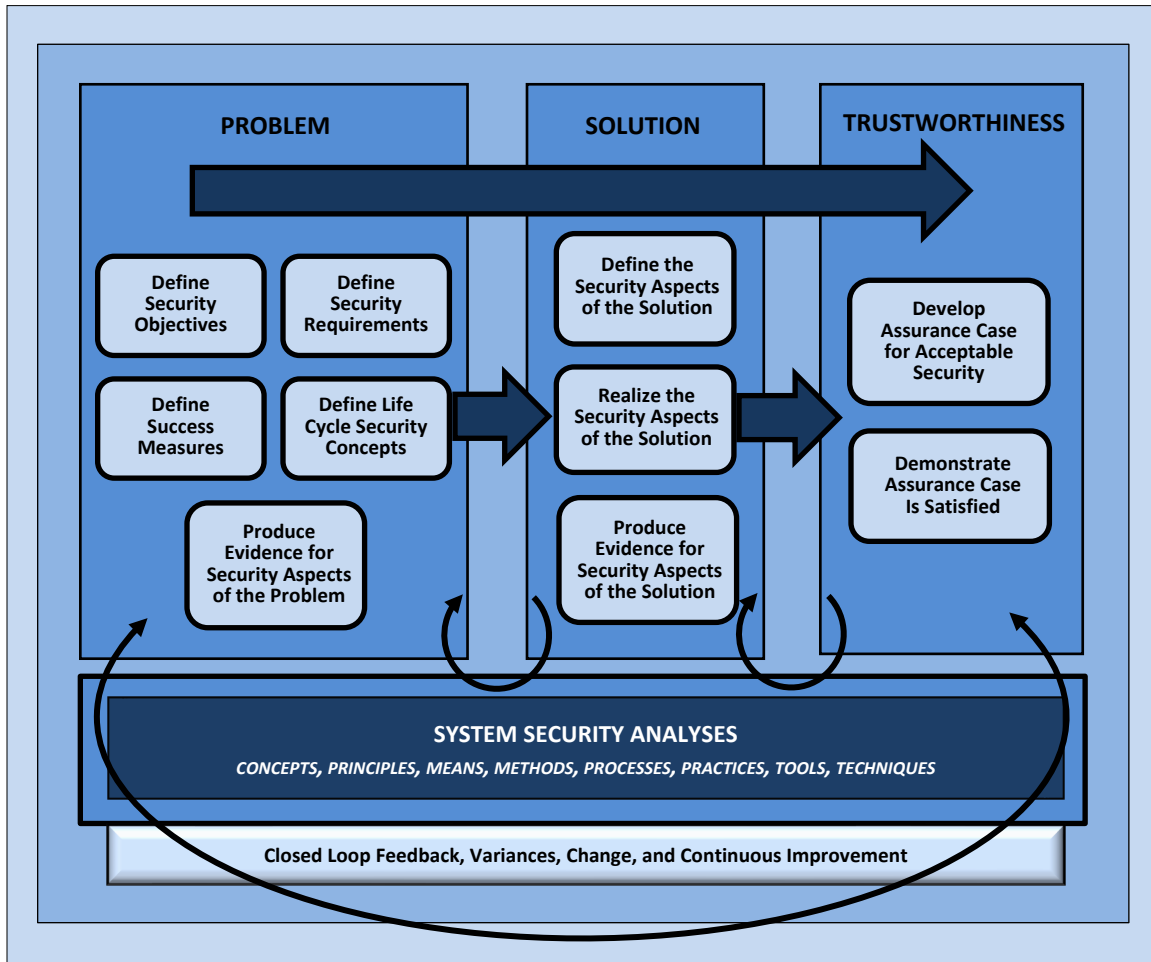 PROBLEM
Define
Security
Objectives
Define
Security
Requirements
Define
Success
Measures
Define Life
Cycle Security
Concepts
Produce
Evidence for
Security Aspects
of the Problem
SOLUTION
Define the
Security Aspects
of the Solution
Realize the
Security Aspects
of the Solution
Produce
Evidence for
Security Aspects
of the Solution
TRUSTWORTHINESS
Develop
Assurance Case
for Acceptable
Security
Demonstrate
Assurance Case
Is Satisfied
SYSTEM SECURITY ANALYSES
CONCEPTS, PRINCIPLES, MEANS, METHODS, PROCESSES, PRACTICES, TOOLS, TECHNIQUES
Closed Loop Feedback, Variances, Change, and Continuous Improvement